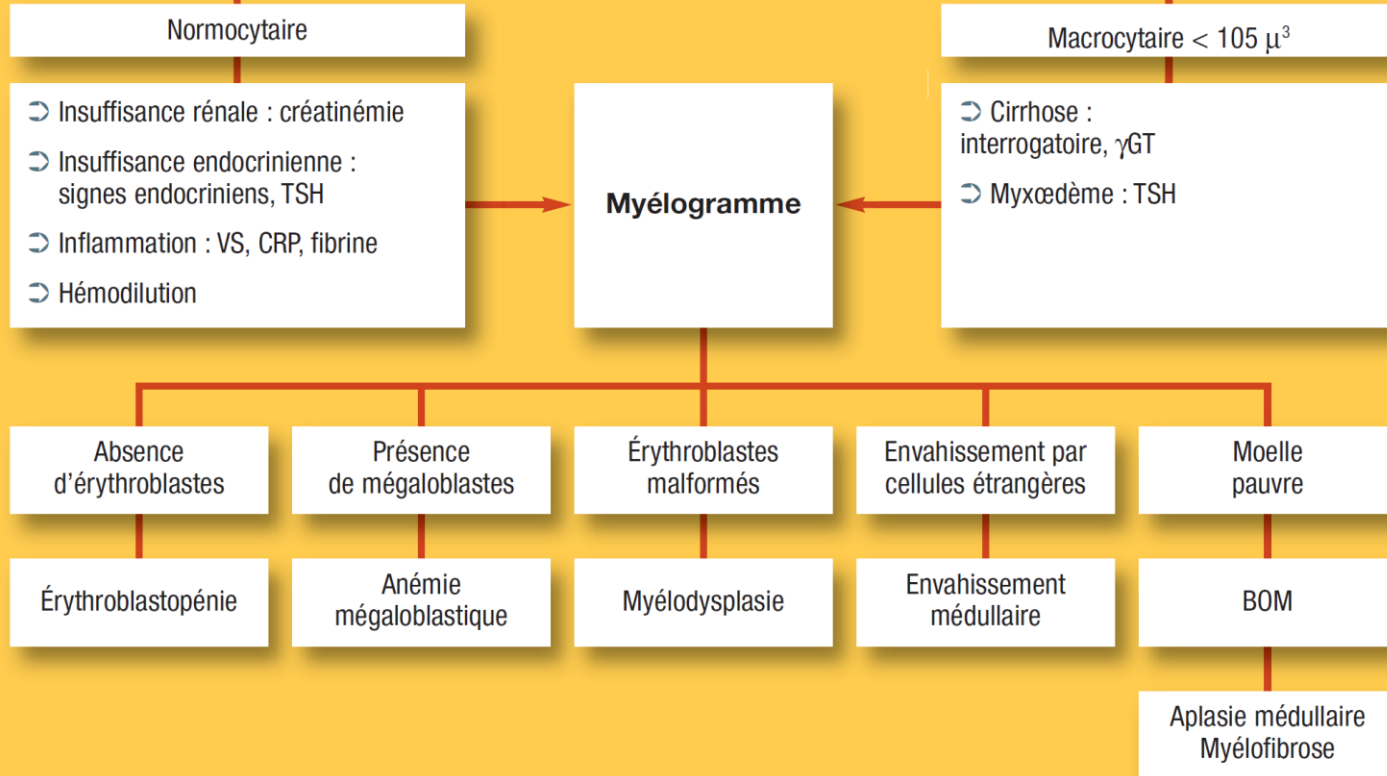 Normocytaire
Macrocytaire < 105 μ³
➲ Insuffisance rénale : créatinémie
➲ Insuffisance endocrinienne :
signes endocriniens, TSH
➲ Inflammation : VS, CRP, fibrine
➲ Hémodilution
Myélogramme
➲ Cirrhose :
interrogatoire, γGT
➲ Myxœdème : TSH
Absence
d’érythroblastes
Présence
de mégaloblastes
Érythroblastes
malformés
Envahissement par
cellules étrangères
Moelle
pauvre
Érythroblastopénie
Anémie
mégaloblastique
Myélodysplasie
Envahissement
médullaire
BOM
Aplasie médullaire
Myélofibrose